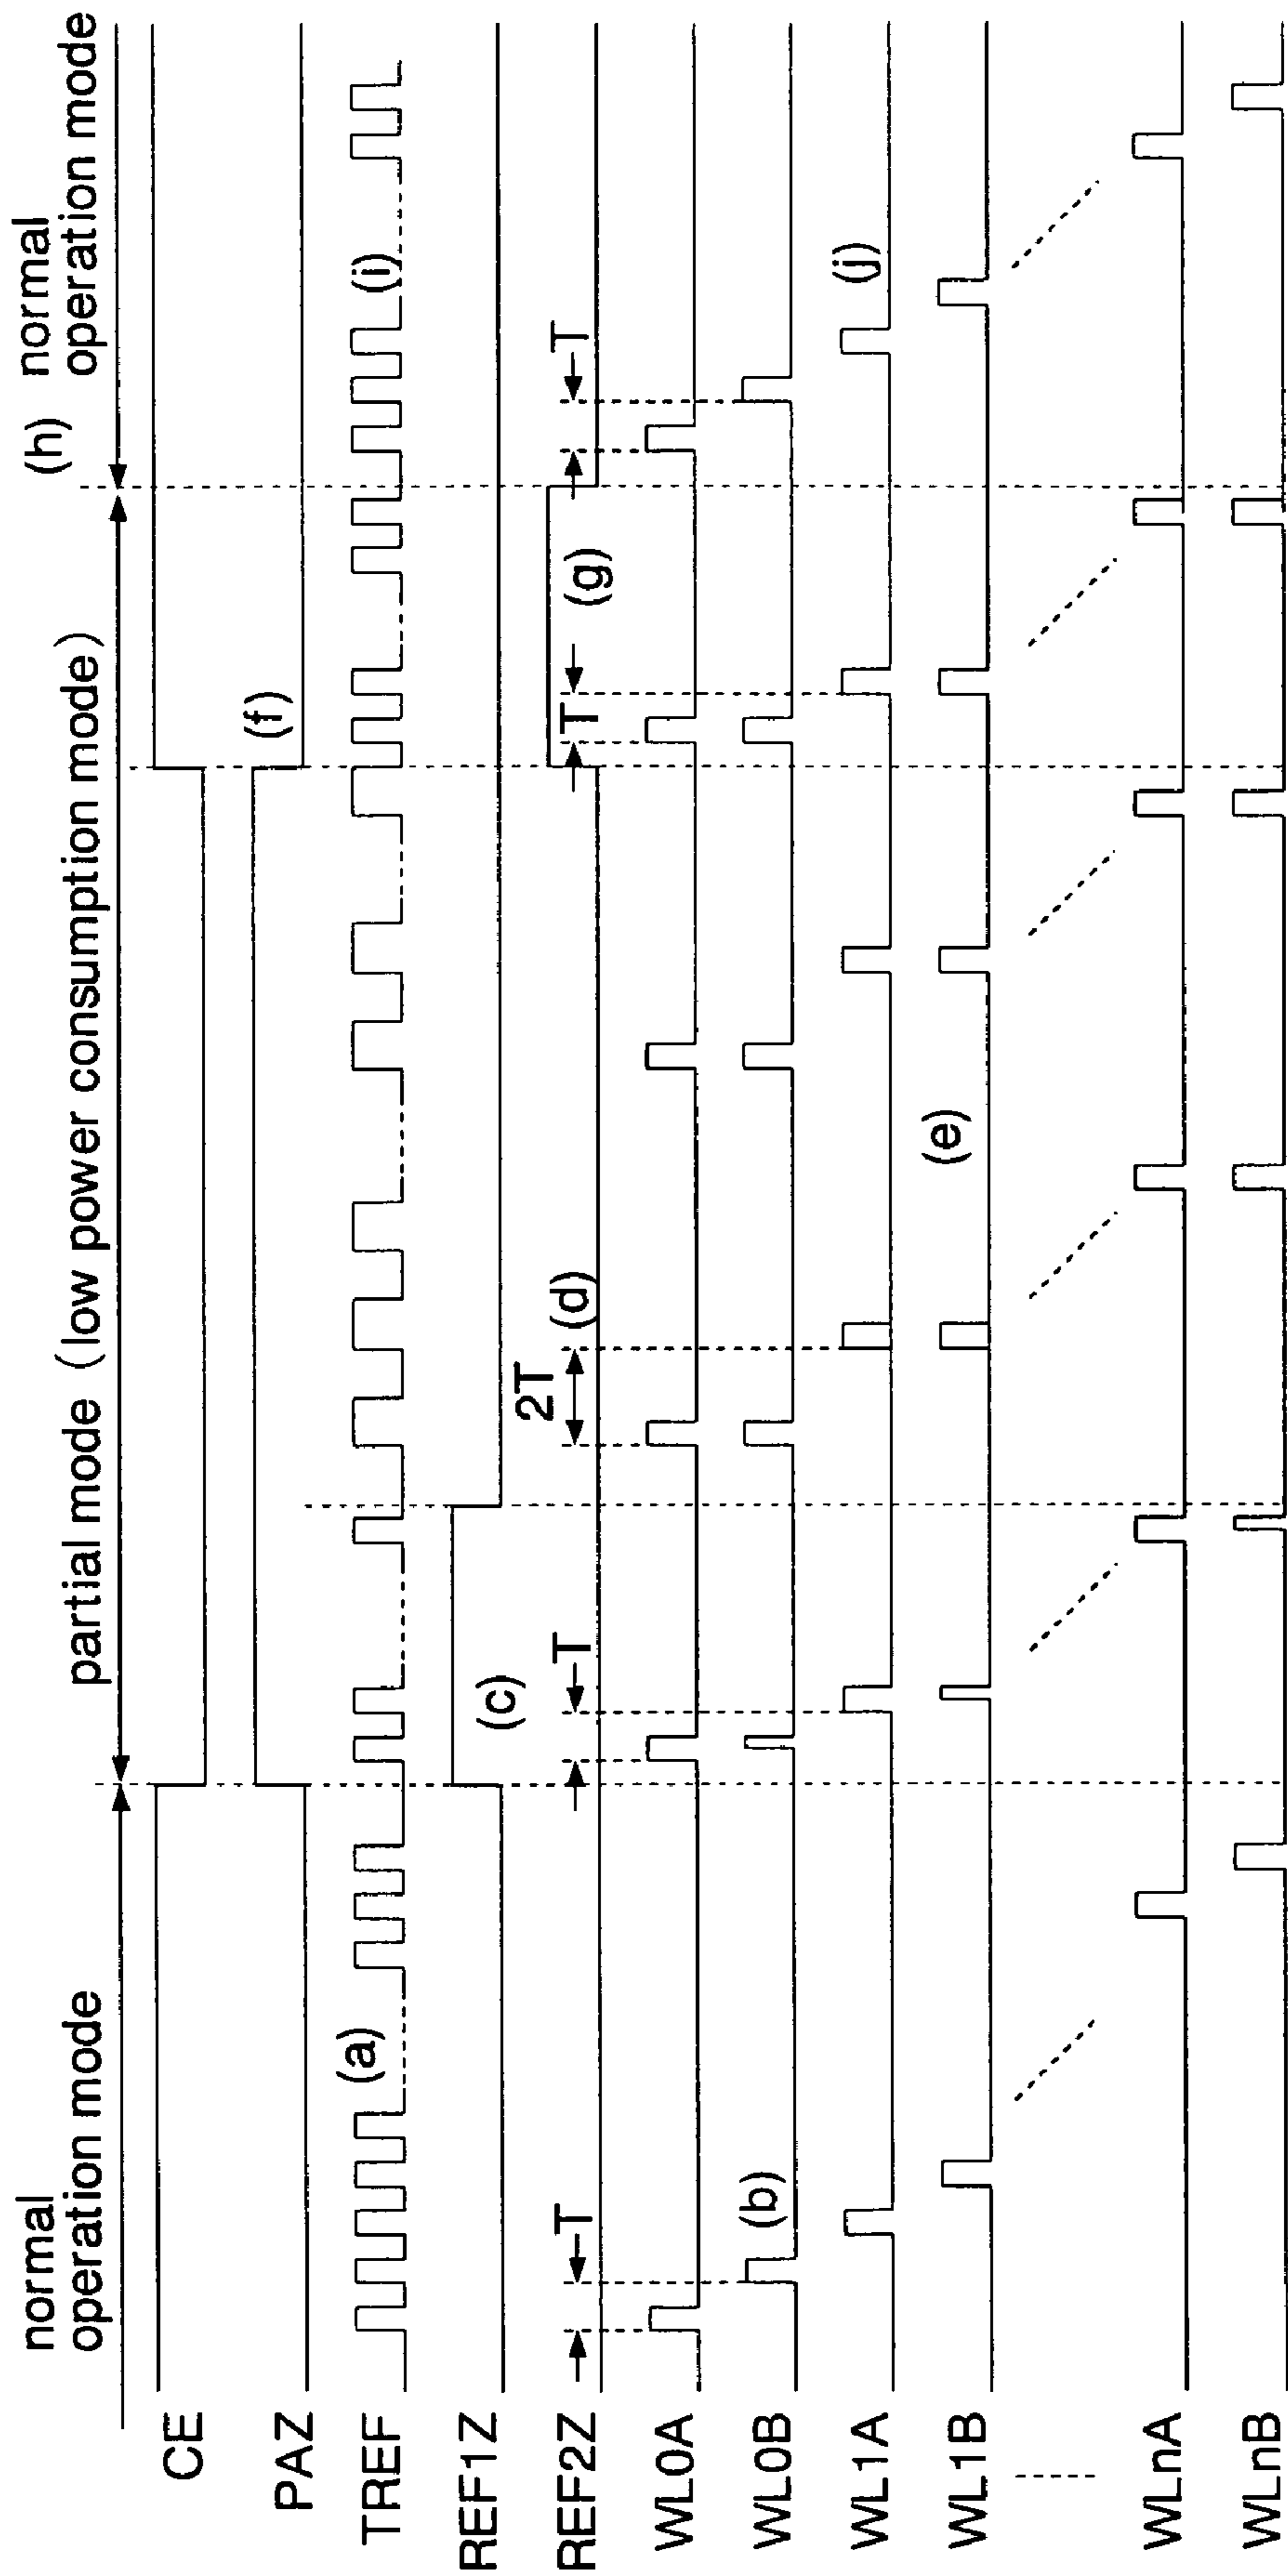 normal
operation mode
partial mode (low power consumption mode)
(h) normal
operation mode
CE
PAZ
(f)
TREF
(a)
(i)
REF1Z
(c)
REF2Z
T
T
2T
(d)
T
(g)
T
WL0A
WL0B
(b)
WL1A
(j)
WL1B
(e)
WLnA
WLnB